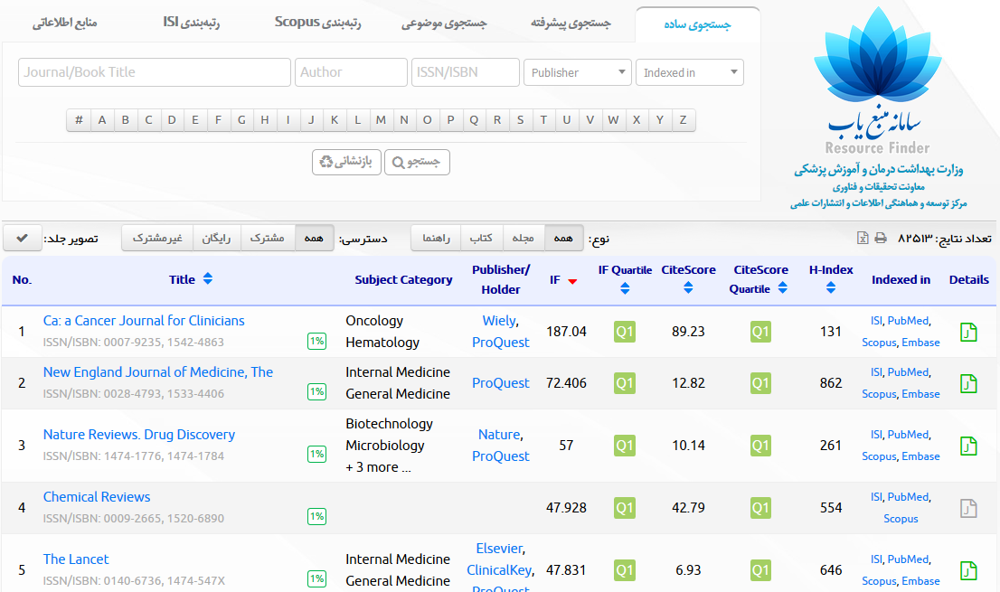 جستجوی ساده
جستجوی پیشرفته
جستجوی موضوعی
رتبه‌بندی Scopus
رتبه‌بندی ISI
منابع اطلاعاتی
Journal/Book Title
Author
ISSN/ISBN
Publisher
Indexed in
# A B C D E F G H I J K L M N O P Q R S T U V W X Y Z
جستجو
بازنشانی
سامانه منبع یاب
Resource Finder
وزارت بهداشت درمان و آموزش پزشکی
معاونت تحقیقات و فناوری
مرکز توسعه و هماهنگی اطلاعات و انتشارات علمی
تعداد نتایج: ۸۲۵۱۳
نوع: همه مجله کتاب راهنما
دسترسی: همه مشترک رایگان غیرمشترک
تصویر جلد:
No. Title Subject Category Publisher/ Holder IF IF Quartile CiteScore CiteScore Quartile H-Index Indexed in Details
1 Ca: a Cancer Journal for Clinicians
ISSN/ISBN: 0007-9235, 1542-4863
1%
Oncology
Hematology
Wiely,
ProQuest
187.04 Q1 89.23 Q1 131
ISI, PubMed,
Scopus, Embase
2 New England Journal of Medicine, The
ISSN/ISBN: 0028-4793, 1533-4406
1%
Internal Medicine
General Medicine
ProQuest
72.406 Q1 12.82 Q1 862
ISI, PubMed,
Scopus, Embase
3 Nature Reviews. Drug Discovery
ISSN/ISBN: 1474-1776, 1474-1784
1%
Biotechnology
Microbiology
+ 3 more ...
Nature,
ProQuest
57 Q1 10.14 Q1 261
ISI, PubMed,
Scopus, Embase
4 Chemical Reviews
ISSN/ISBN: 0009-2665, 1520-6890
1%
47.928 Q1 42.79 Q1 554
ISI, PubMed,
Scopus
5 The Lancet
ISSN/ISBN: 0140-6736, 1474-547X
1%
Internal Medicine
General Medicine
Elsevier,
ClinicalKey,
ProQuest
47.831 Q1 6.93 Q1 646
ISI, PubMed,
Scopus, Embase